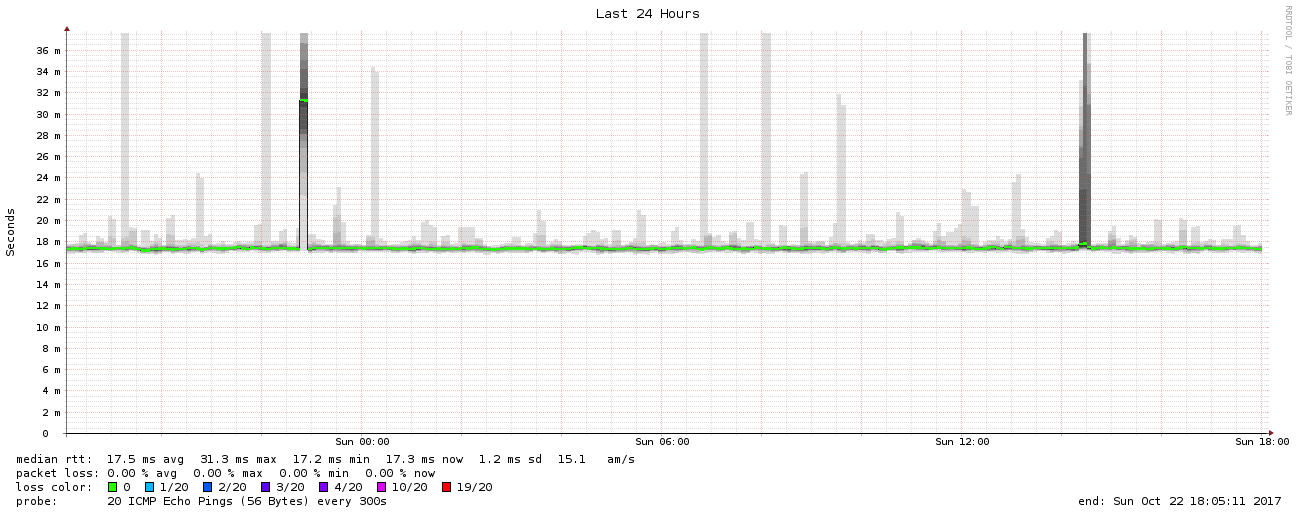 Last 24 Hours
RRDTOOL / TOBI OETIKER
Seconds
36 m
34 m
32 m
30 m
28 m
26 m
24 m
22 m
20 m
18 m
16 m
14 m
12 m
10 m
8 m
6 m
4 m
2 m
0
Sun 00:00 Sun 06:00 Sun 12:00 Sun 18:00
median rtt: 17.5 ms avg 31.3 ms max 17.2 ms min 17.3 ms now 1.2 ms sd 15.1 am/s
packet loss: 0.00 % avg 0.00 % max 0.00 % min 0.00 % now
loss color: 0 1/20 2/20 3/20 4/20 10/20 19/20
probe: 20 ICMP Echo Pings (56 Bytes) every 300s end: Sun Oct 22 18:05:11 2017